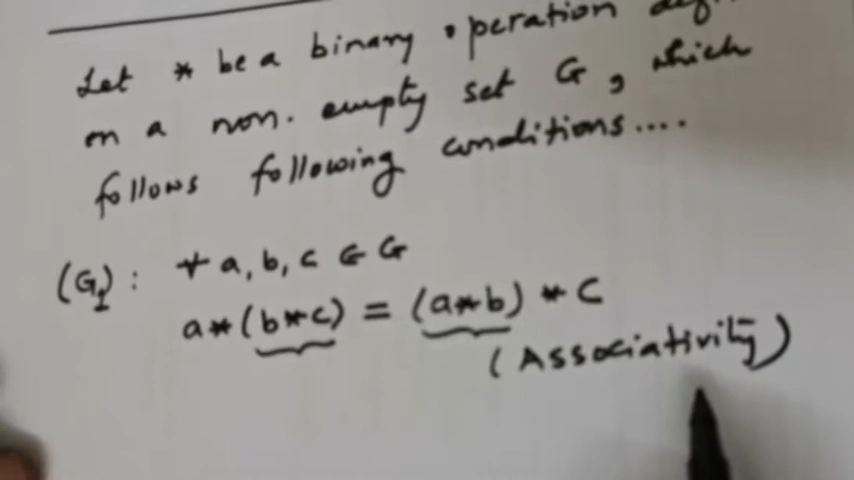 Let * be a binary operation
on a non. empty set G, which
follows following conditions....
(G1): ∀ a, b, c ∈ G
a*(b*c) = (a*b) * c
(Associativity)